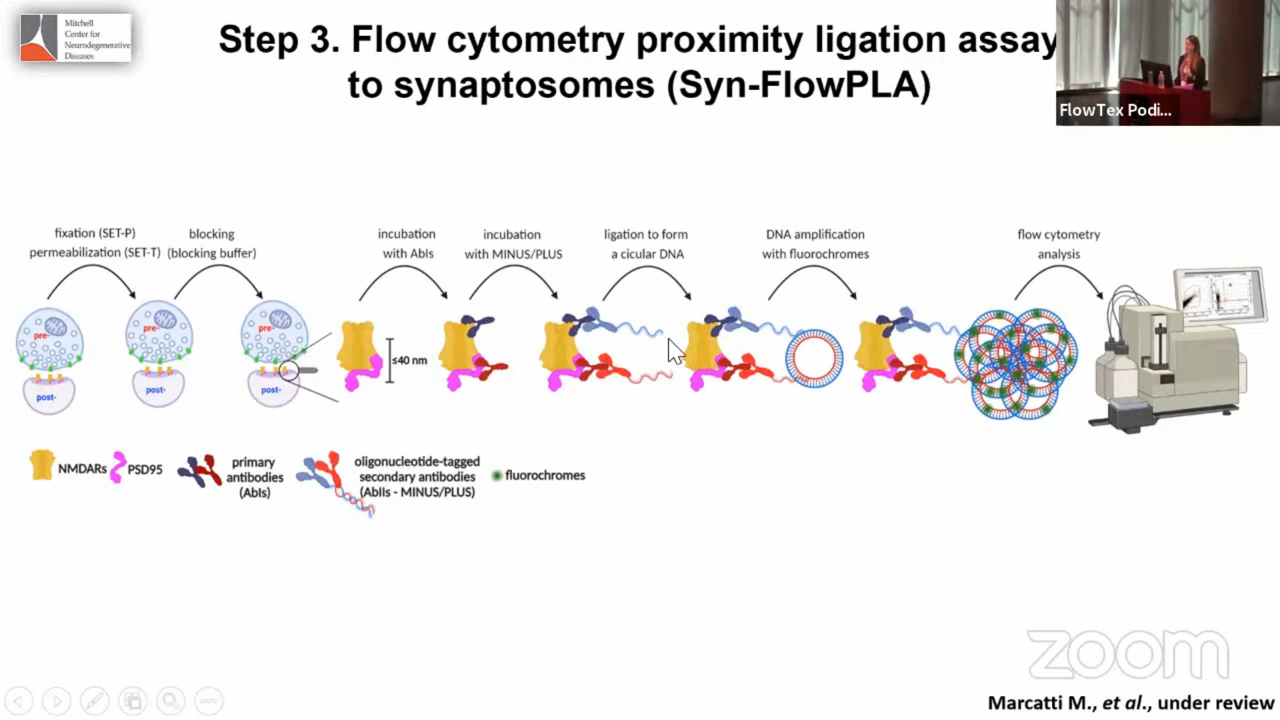 Mitchell
Center for
Neurodegenerative
Diseases
Step 3. Flow cytometry proximity ligation assay
to synaptosomes (Syn-FlowPLA)
FlowTex Podi...
fixation (SET-P)
permeabilization (SET-T)
blocking
(blocking buffer)
incubation
with AbIs
incubation
with MINUS/PLUS
ligation to form
a cicular DNA
DNA amplification
with fluorochromes
flow cytometry
analysis
pre-
post-
pre-
post-
pre-
post-
≤40 nm
NMDARs
PSD95
primary
antibodies
(AbIs)
oligonucleotide-tagged
secondary antibodies
(AbIIs - MINUS/PLUS)
fluorochromes
zoom
Marcatti M., et al., under review